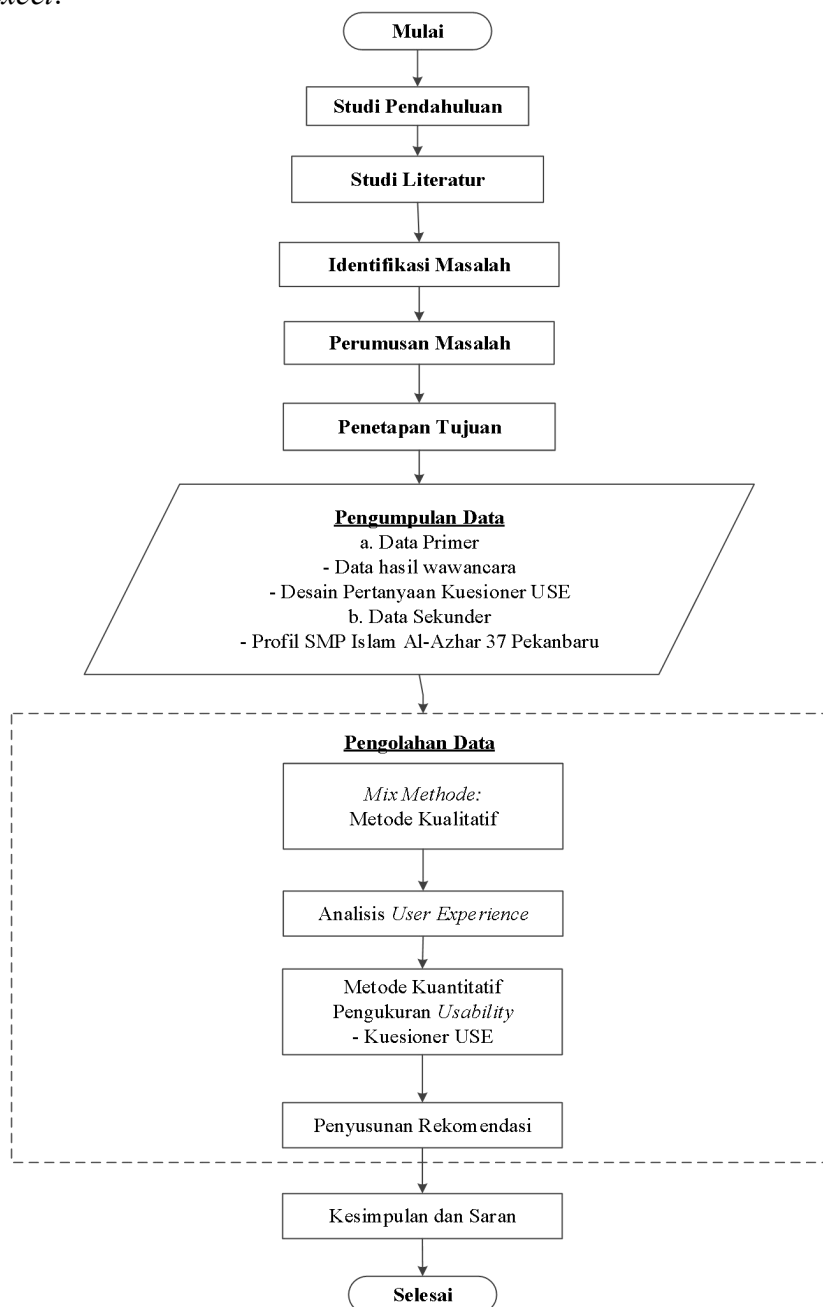 Mulai
Studi Pendahuluan
Studi Literatur
Identifikasi Masalah
Perumusan Masalah
Penetapan Tujuan
Pengumpulan Data
a. Data Primer
- Data hasil wawancara
- Desain Pertanyaan Kuesioner USE
b. Data Sekunder
- Profil SMP Islam Al-Azhar 37 Pekanbaru
Pengolahan Data
Mix Methode:
Metode Kualitatif
Analisis User Experience
Metode Kuantitatif
Pengukuran Usability
- Kuesioner USE
Penyusunan Rekomendasi
Kesimpulan dan Saran
Selesai